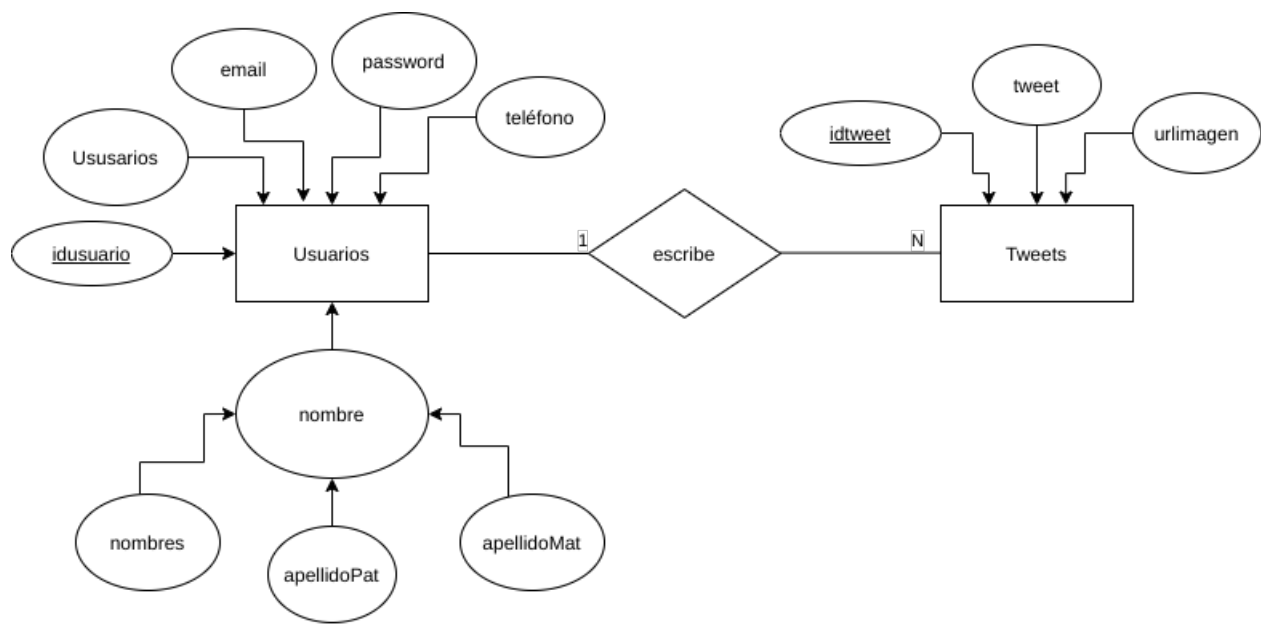 email
password
teléfono
Ususarios
idusuario
Usuarios
1
escribe
N
Tweets
idtweet
tweet
urlimagen
nombre
nombres
apellidoPat
apellidoMat